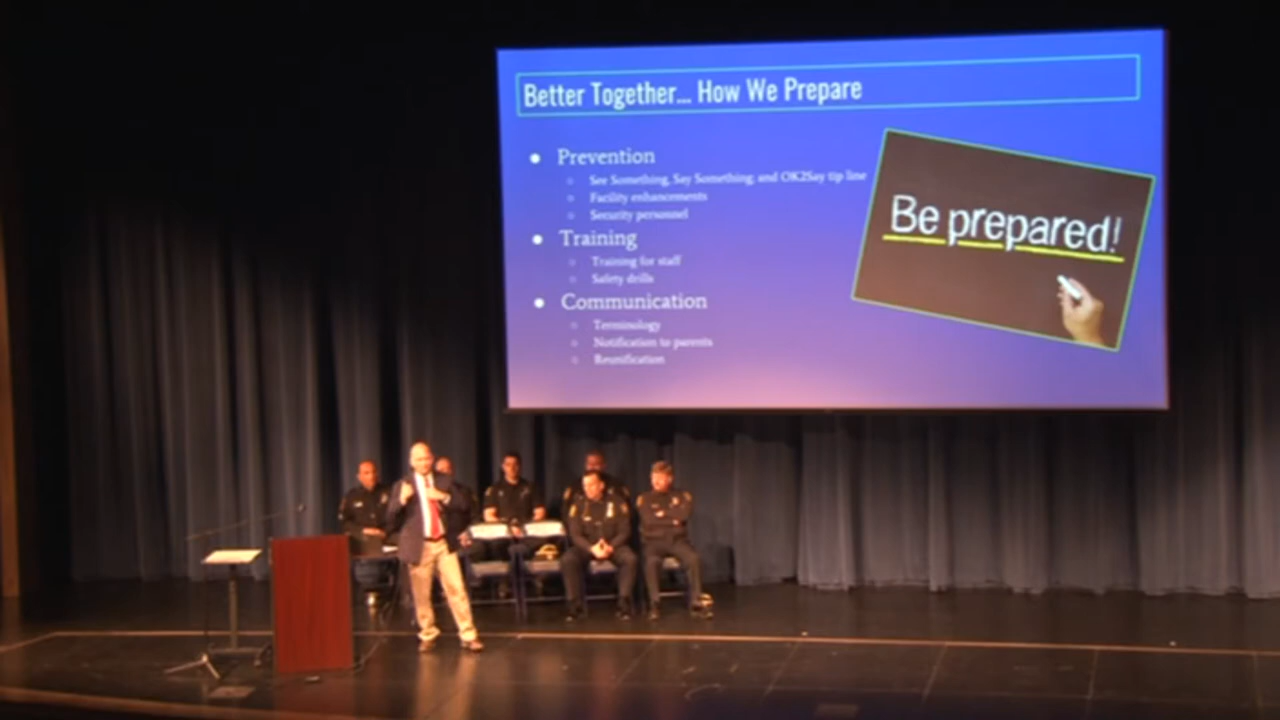 Better Together... How We Prepare
● Prevention
○ See Something, Say Something, and OK2Say tip line
○ Facility enhancements
○ Security personnel
● Training
○ Training for staff
○ Safety drills
● Communication
○ Terminology
○ Notification to parents
○ Reunification
Be prepared!